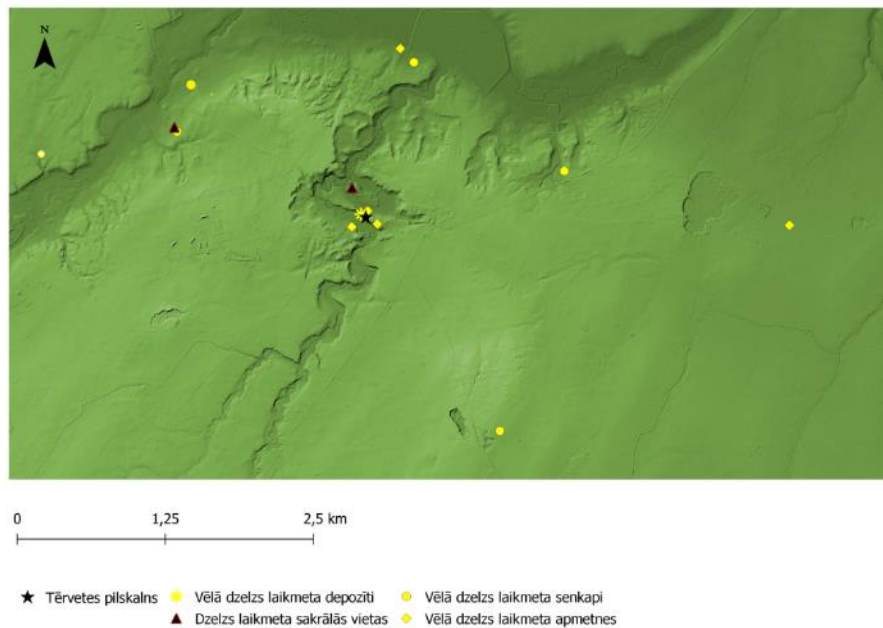 N
0 1,25 2,5 km
Tērvetes pilskalns Vēlā dzelzs laikmeta depozīti Vēlā dzelzs laikmeta senkapi
Dzelzs laikmeta sakrālās vietas Vēlā dzelzs laikmeta apmetnes